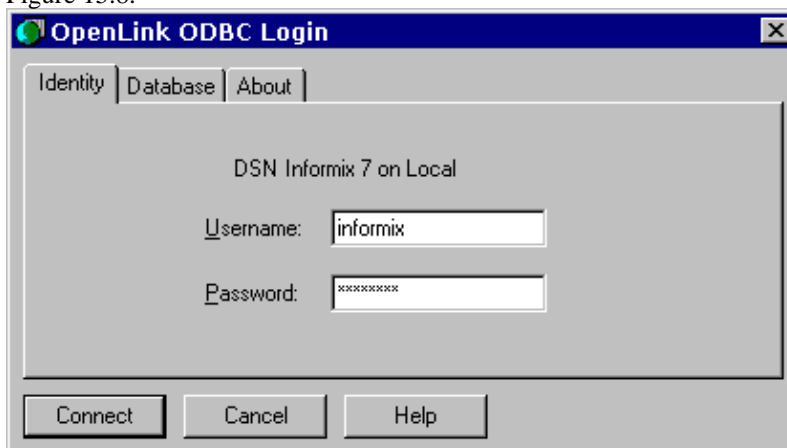 Figure 13.8.
OpenLink ODBC Login
Identity Database About
DSN Informix 7 on Local
Username: informix
Password: ********
Connect Cancel Help